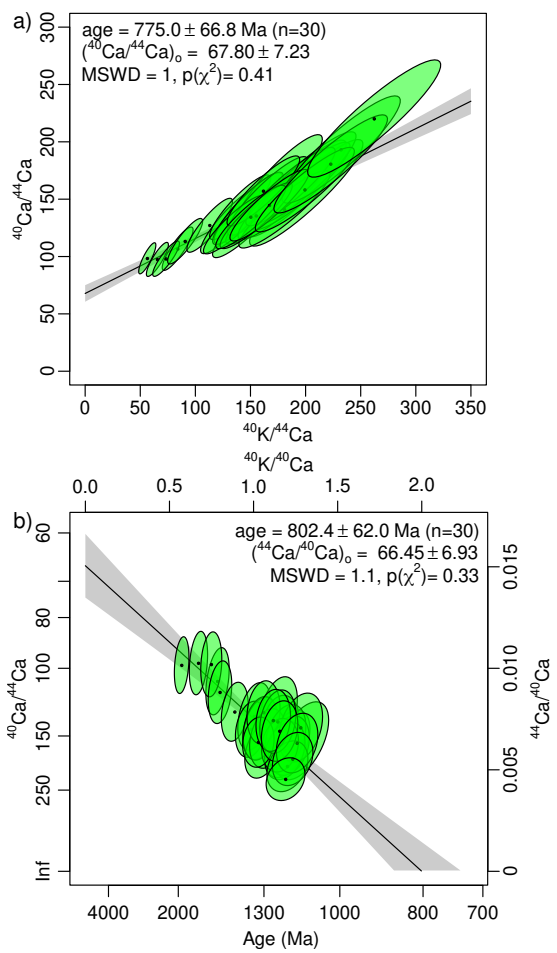 a)
age = 775.0 ± 66.8 Ma (n=30)
(⁴⁰Ca/⁴⁴Ca)ₒ = 67.80 ± 7.23
MSWD = 1, p(χ²)= 0.41
300
250
200
150
100
50
0
⁴⁰Ca/⁴⁴Ca
0 50 100 150 200 250 300 350
⁴⁰K/⁴⁴Ca
⁴⁰K/⁴⁰Ca
0.0 0.5 1.0 1.5 2.0
b)
age = 802.4 ± 62.0 Ma (n=30)
(⁴⁴Ca/⁴⁰Ca)ₒ = 66.45 ± 6.93
MSWD = 1.1, p(χ²)= 0.33
60
80
100
150
250
Inf
⁴⁰Ca/⁴⁴Ca
0.015
0.010
0.005
0
⁴⁴Ca/⁴⁰Ca
4000 2000 1300 1000 800 700
Age (Ma)